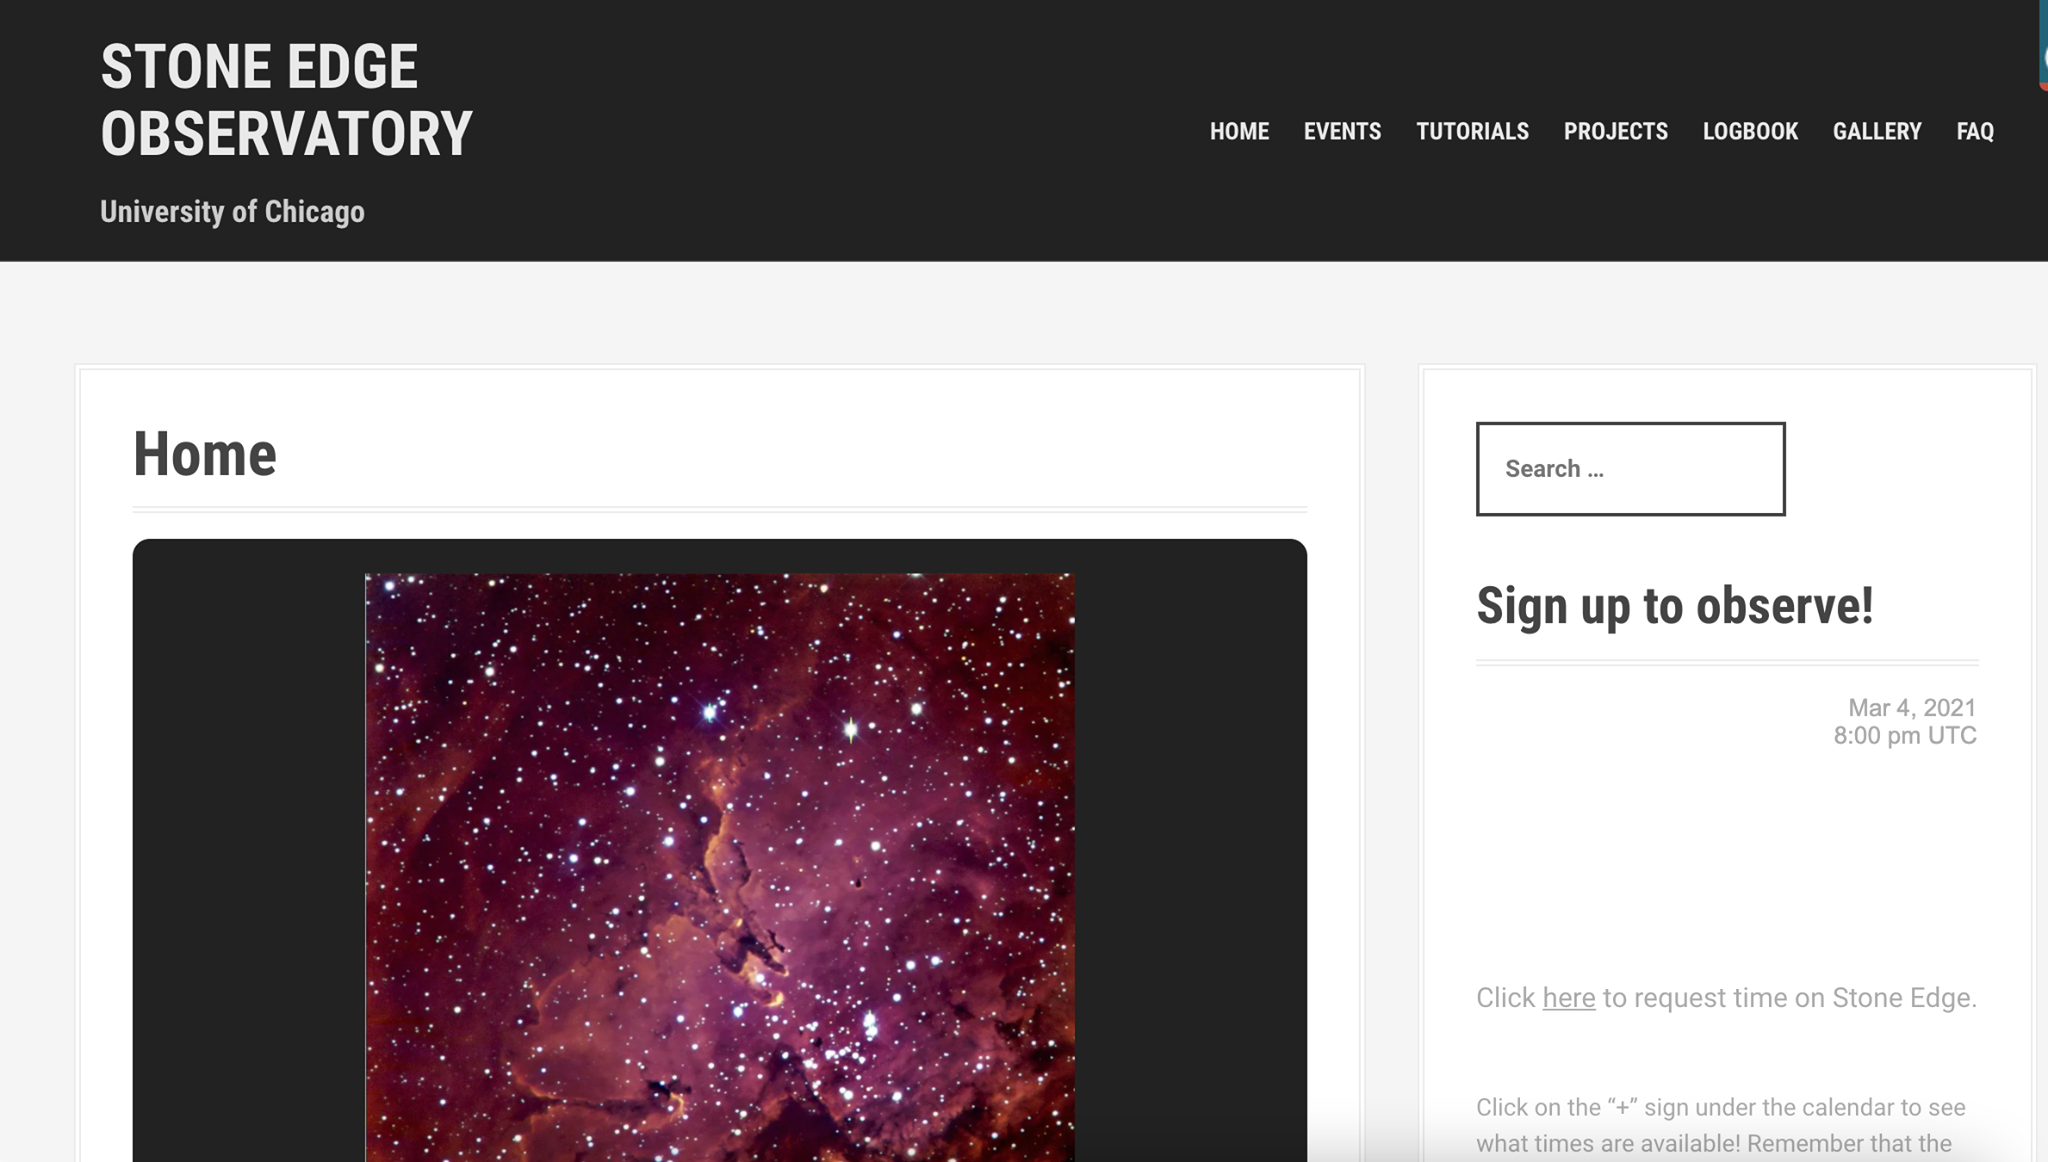 STONE EDGE
OBSERVATORY
University of Chicago
HOME EVENTS TUTORIALS PROJECTS LOGBOOK GALLERY FAQ
Home
Search ...
Sign up to observe!
Mar 4, 2021
8:00 pm UTC
Click here to request time on Stone Edge.
Click on the “+” sign under the calendar to see
what times are available! Remember that the